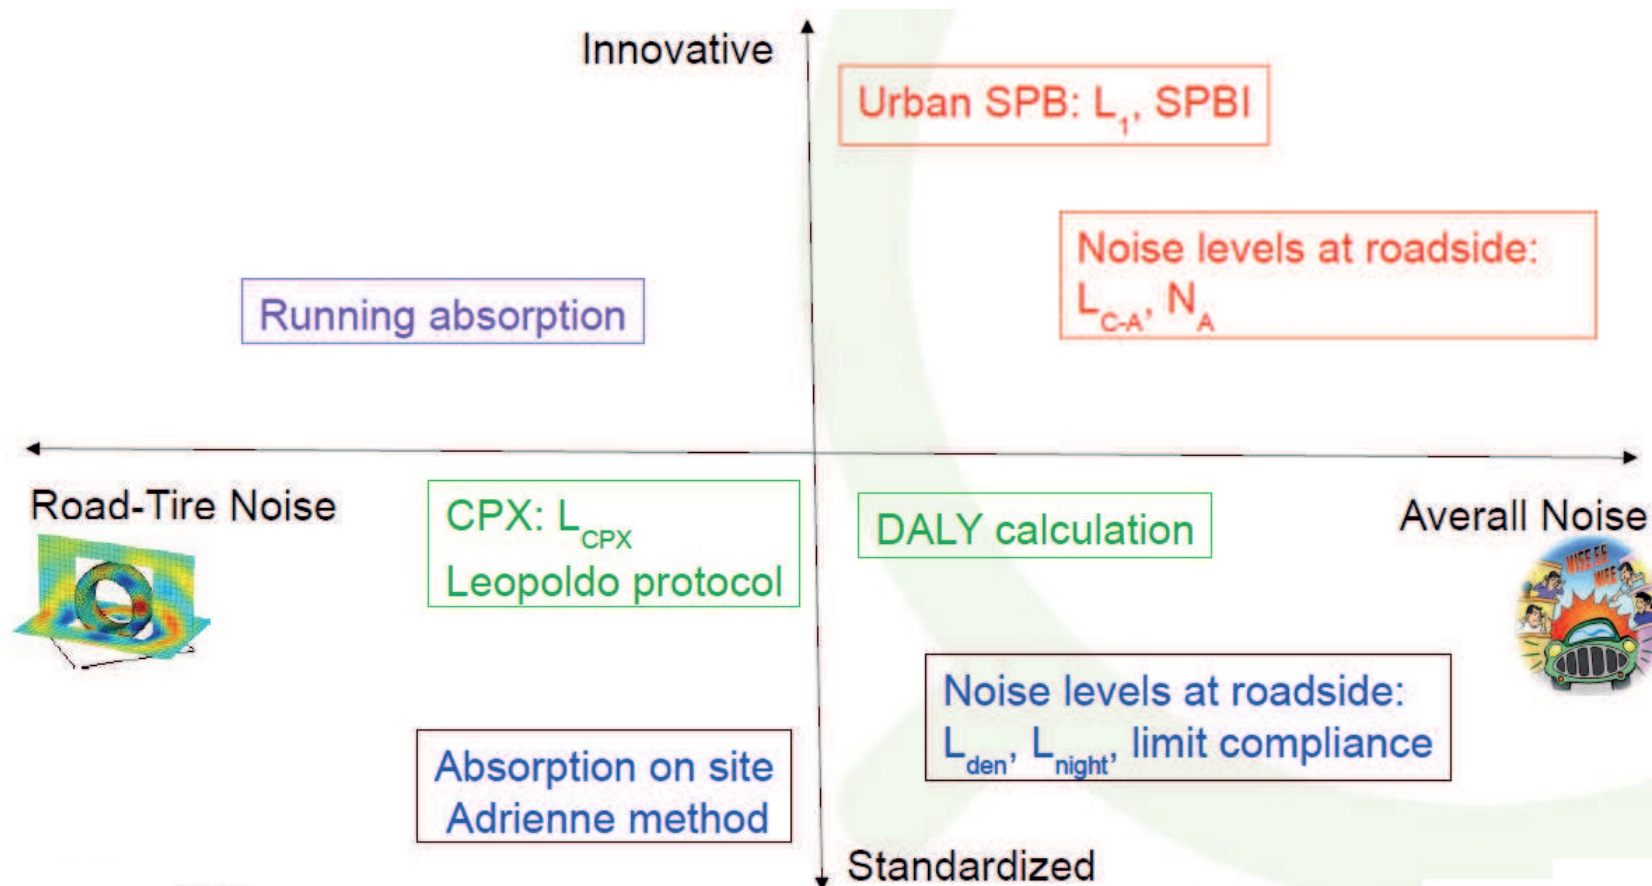 Innovative
Urban SPB: L1, SPBI
Noise levels at roadside:
LC-A, NA
Running absorption
Road-Tire Noise
Averall Noise
CPX: LCPX
Leopoldo protocol
DALY calculation
Noise levels at roadside:
Lden, Lnight, limit compliance
Absorption on site
Adrienne method
Standardized